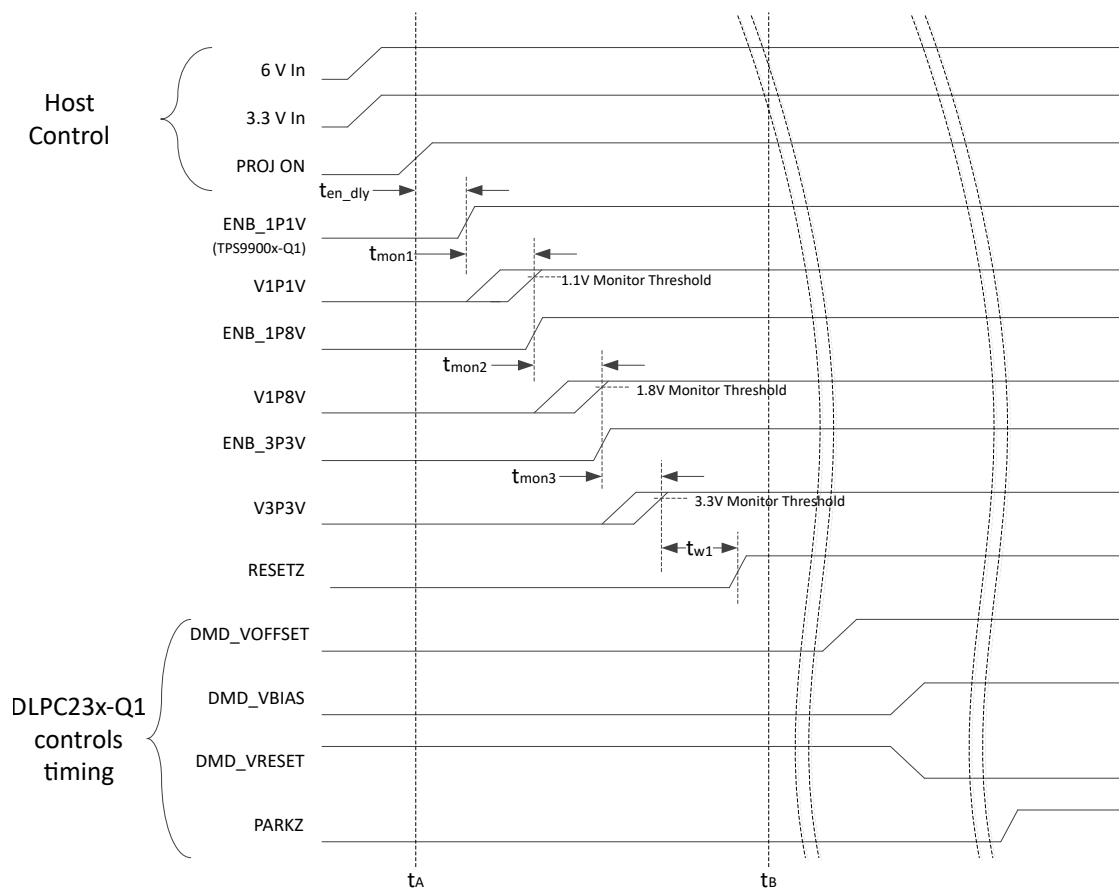 6 V In
Host
Control
3.3 V In
PROJ ON
ten_dly
ENB_1P1V
(TPS9900x-Q1)
tmon1
V1P1V
1.1V Monitor Threshold
ENB_1P8V
tmon2
V1P8V
1.8V Monitor Threshold
ENB_3P3V
tmon3
V3P3V
3.3V Monitor Threshold
tw1
RESETZ
DMD_VOFFSET
DMD_VBIAS
DLPC23x-Q1
controls
timing
DMD_VRESET
PARKZ
tA
tB